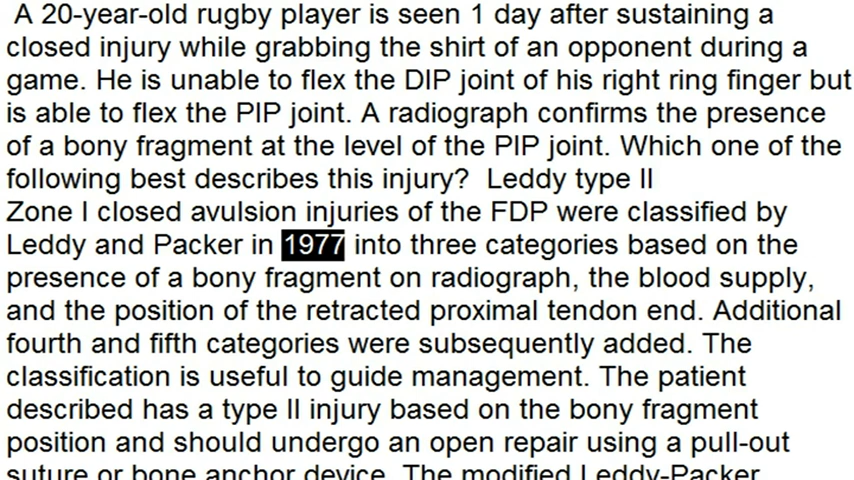 A 20-year-old rugby player is seen 1 day after sustaining a
closed injury while grabbing the shirt of an opponent during a
game. He is unable to flex the DIP joint of his right ring finger but
is able to flex the PIP joint. A radiograph confirms the presence
of a bony fragment at the level of the PIP joint. Which one of the
following best describes this injury?  Leddy type II
Zone I closed avulsion injuries of the FDP were classified by
Leddy and Packer in 1977 into three categories based on the
presence of a bony fragment on radiograph, the blood supply,
and the position of the retracted proximal tendon end. Additional
fourth and fifth categories were subsequently added. The
classification is useful to guide management. The patient
described has a type II injury based on the bony fragment
position and should undergo an open repair using a pull-out
suture or bone anchor device. The modified Leddy-Packer